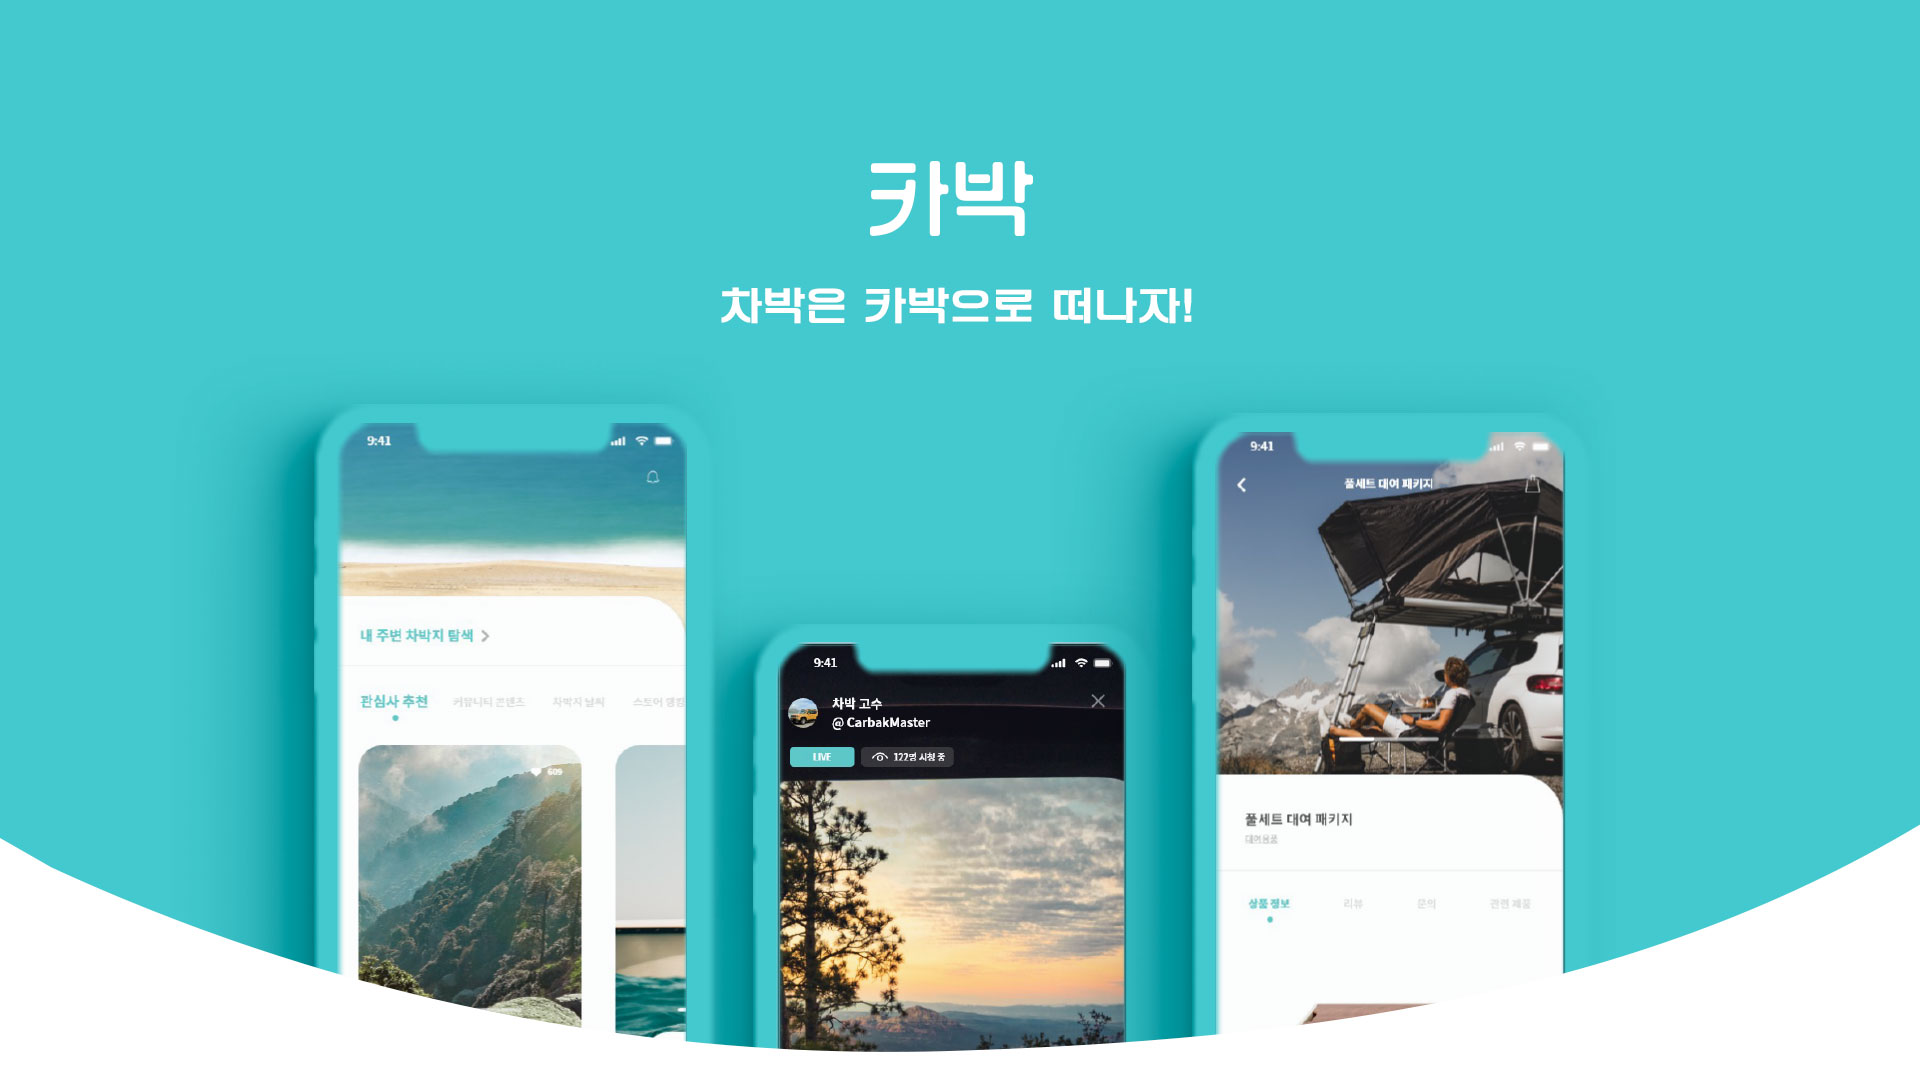 카박
차박은 카박으로 떠나자!
9:41
내 주변 차박지 탐색
관심사 추천
커뮤니티 콘텐츠
차박지 날씨
스토어 랭킹
609
9:41
차박 고수
@ CarbakMaster
LIVE
122명 시청 중
9:41
풀세트 대여 패키지
풀세트 대여 패키지
대여용품
상품 정보
리뷰
문의
관련 제품